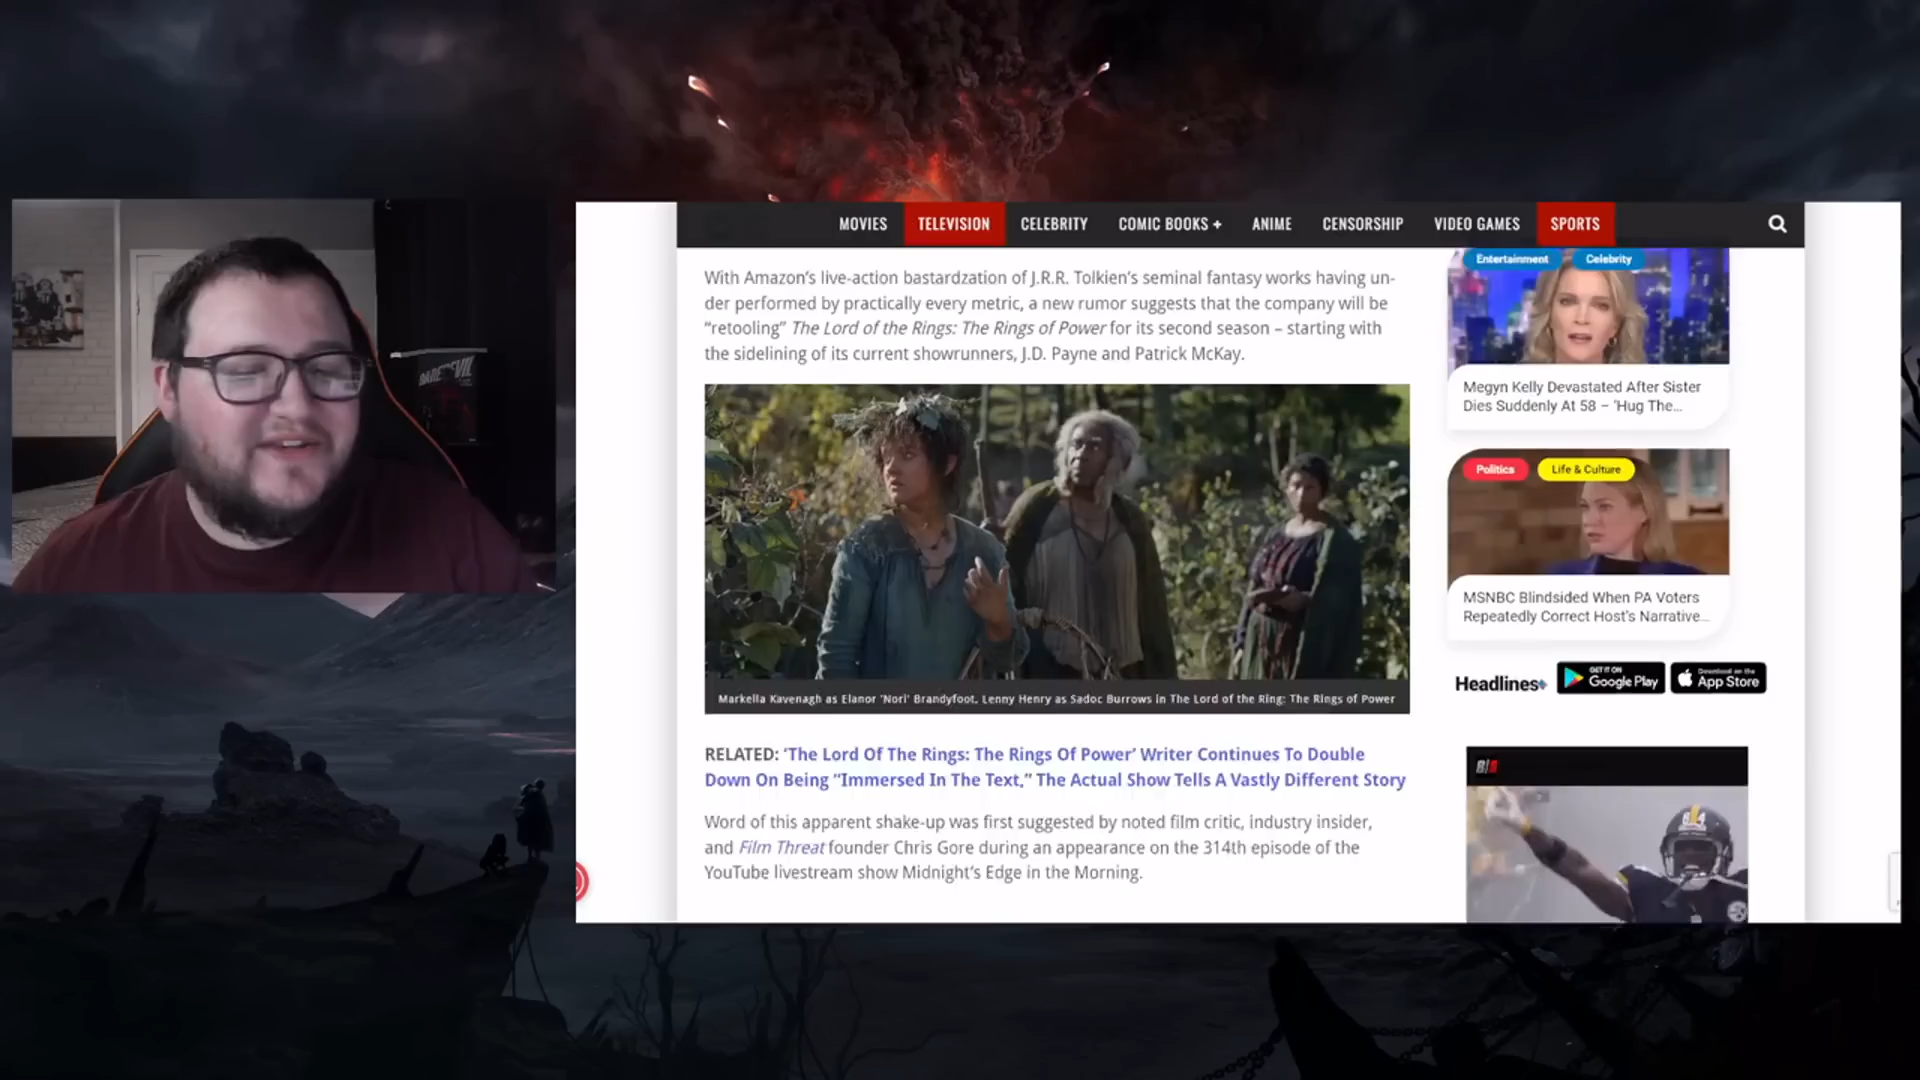 MOVIES TELEVISION CELEBRITY COMIC BOOKS + ANIME CENSORSHIP VIDEO GAMES SPORTS
DAREDEVIL
With Amazon's live-action bastardzation of J.R.R. Tolkien's seminal fantasy works having un-
der performed by practically every metric, a new rumor suggests that the company will be
“retooling” The Lord of the Rings: The Rings of Power for its second season – starting with
the sidelining of its current showrunners, J.D. Payne and Patrick McKay.
Markella Kavenagh as Elanor 'Nori' Brandyfoot, Lenny Henry as Sadoc Burrows in The Lord of the Ring: The Rings of Power
RELATED: ‘The Lord Of The Rings: The Rings Of Power’ Writer Continues To Double
Down On Being “Immersed In The Text,” The Actual Show Tells A Vastly Different Story
Word of this apparent shake-up was first suggested by noted film critic, industry insider,
and Film Threat founder Chris Gore during an appearance on the 314th episode of the
YouTube livestream show Midnight's Edge in the Morning.
Entertainment Celebrity
Megyn Kelly Devastated After Sister
Dies Suddenly At 58 – ‘Hug The...
Politics Life & Culture
MSNBC Blindsided When PA Voters
Repeatedly Correct Host's Narrative...
Headlines
GET IT ON
Google Play
Download on the
App Store
84